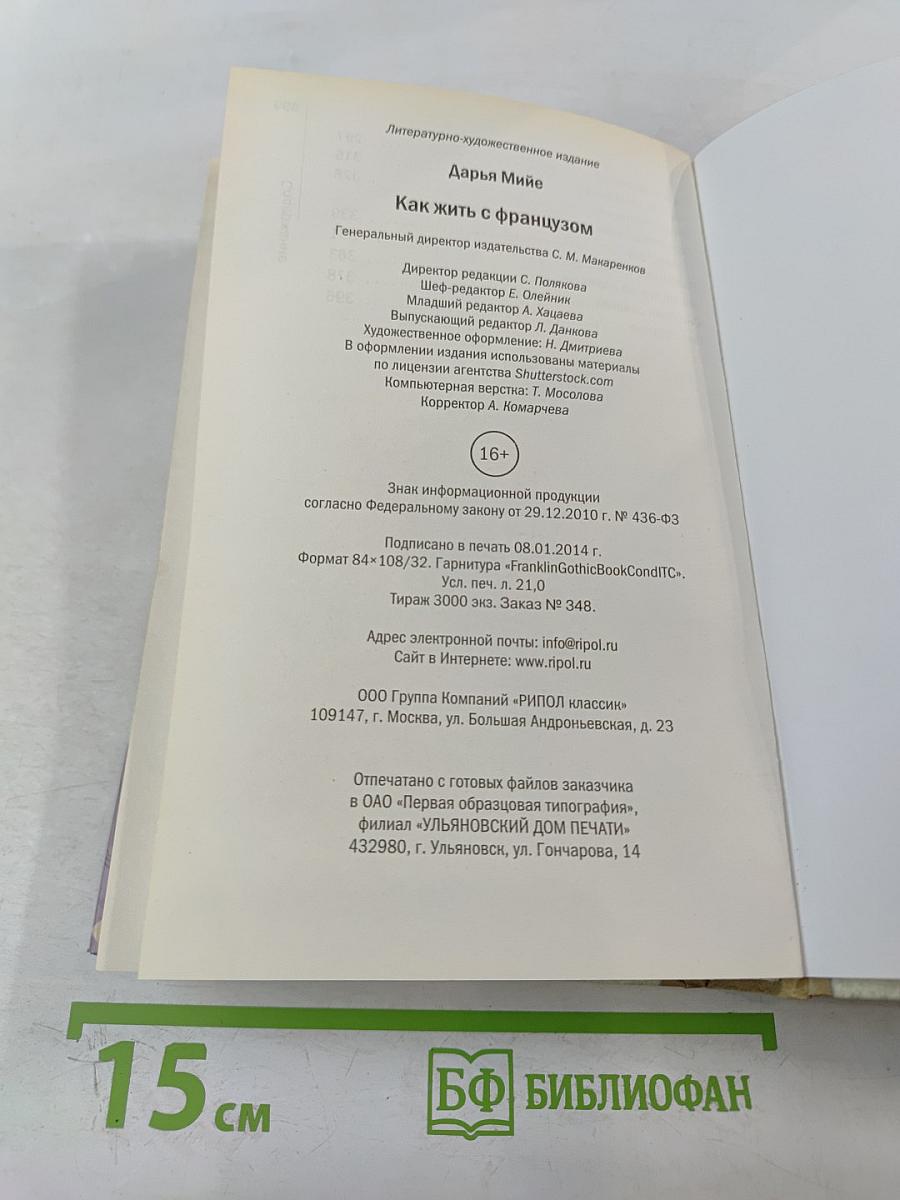 Литературно-художественное издание
Дарья Мийе
Как жить с французом
Генеральный директор издательства С. М. Макаренков
Директор редакции С. Полякова
Шеф-редактор Е. Олейник
Младший редактор А. Хацаева
Выпускающий редактор Л. Данкова
Художественное оформление: Н. Дмитриева
В оформлении издания использованы материалы
по лицензии агентства Shutterstock.com
Компьютерная верстка: Т. Мосолова
Корректор А. Комарчева
16+
Знак информационной продукции
согласно Федеральному закону от 29.12.2010 г. № 436-ФЗ
Подписано в печать 08.01.2014 г.
Формат 84×108/32. Гарнитура «FranklinGothicBookCondITC».
Усл. печ. л. 21,0
Тираж 3000 экз. Заказ № 348.
Адрес электронной почты: info@ripol.ru
Сайт в Интернете: www.ripol.ru
ООО Группа Компаний «РИПОЛ классик»
109147, г. Москва, ул. Большая Андроньевская, д. 23
Отпечатано с готовых файлов заказчика
в ОАО «Первая образцовая типография»,
филиал «УЛЬЯНОВСКИЙ ДОМ ПЕЧАТИ»
432980, г. Ульяновск, ул. Гончарова, 14
15 см
БФ БИБЛИОФАН